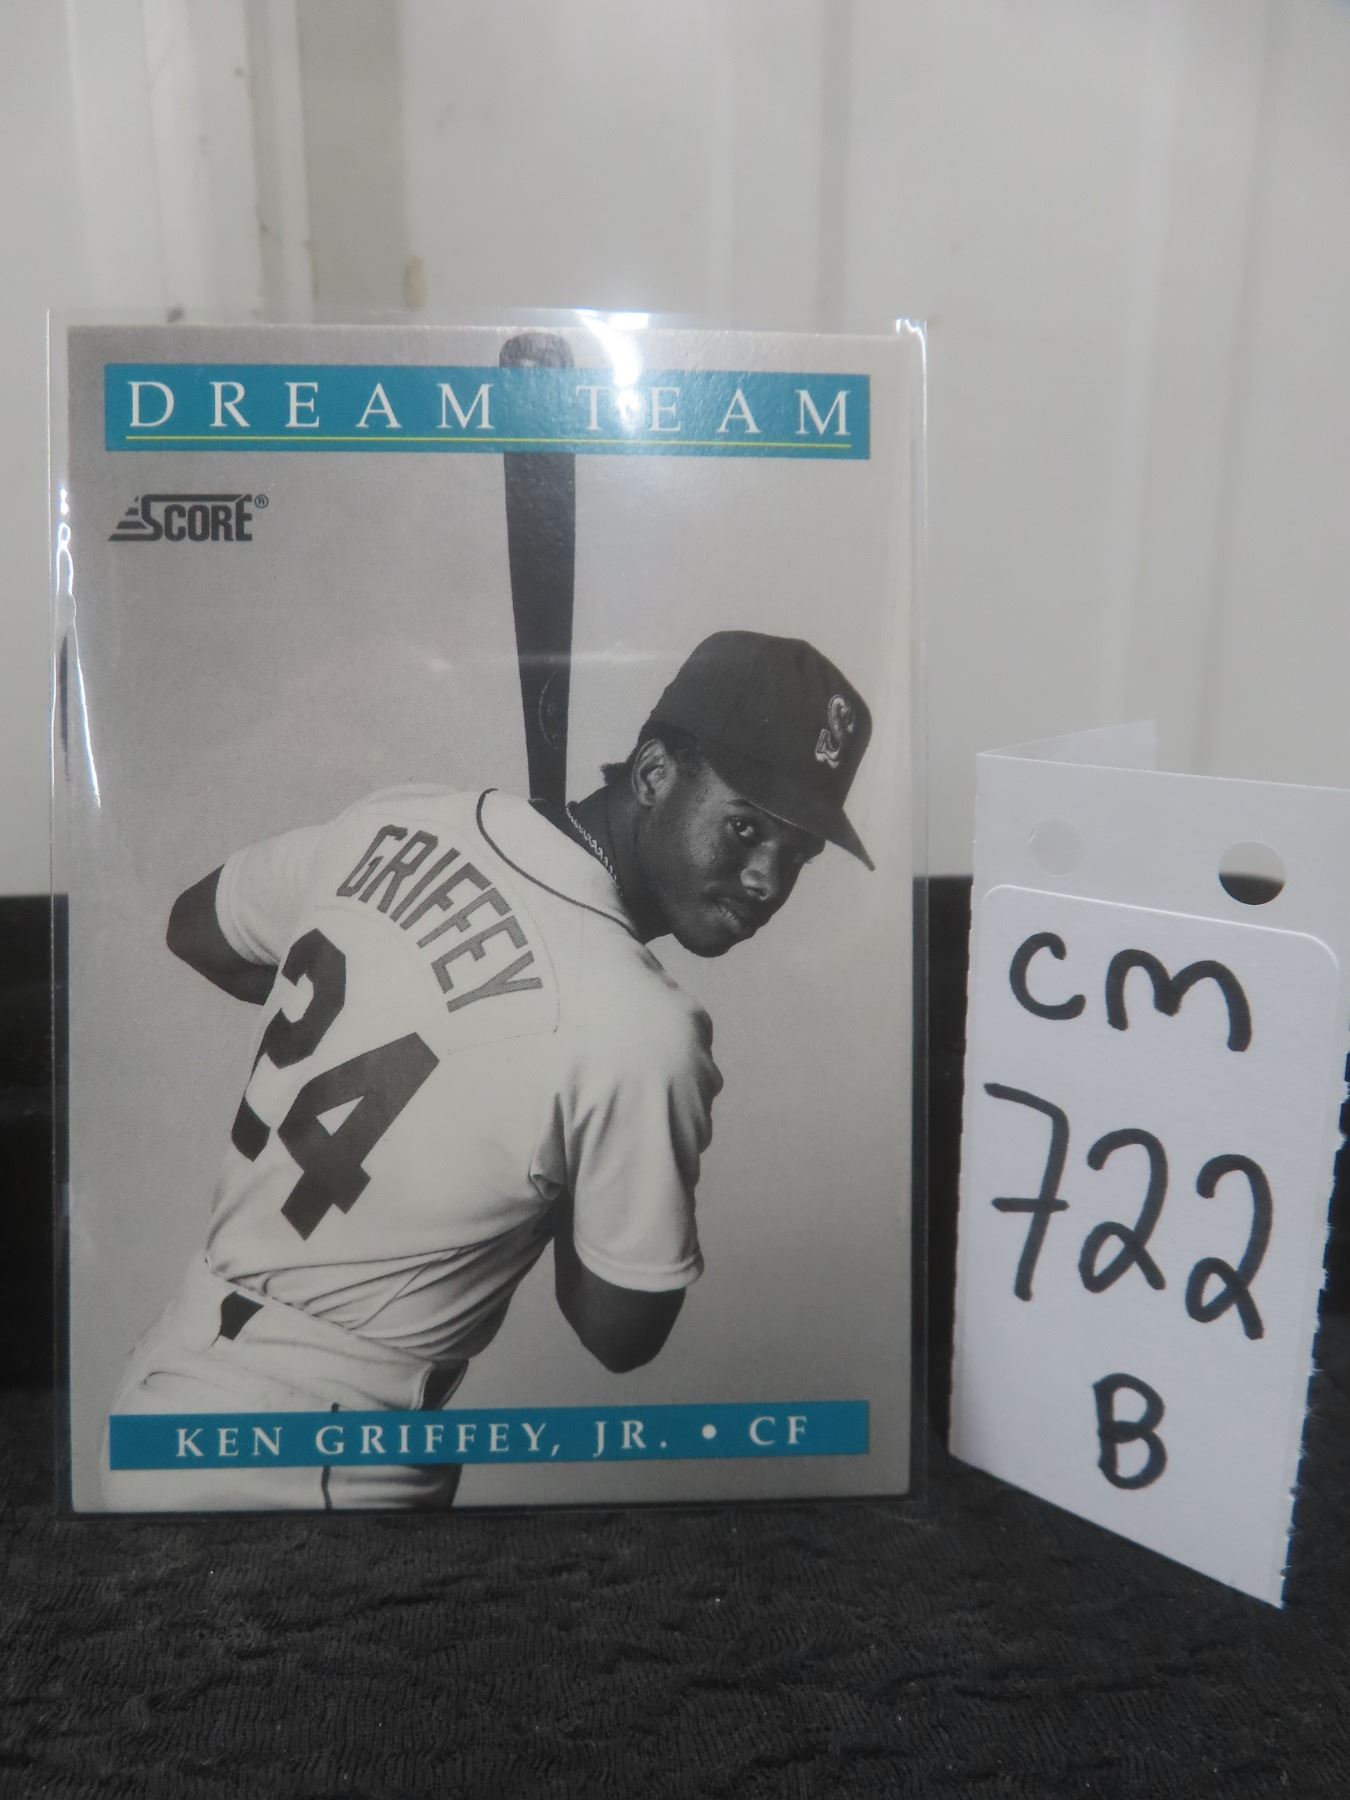 DREAM TEAM
SCORE®
S
GRIFFEY
24
KEN GRIFFEY, JR. • CF
CM
722
B